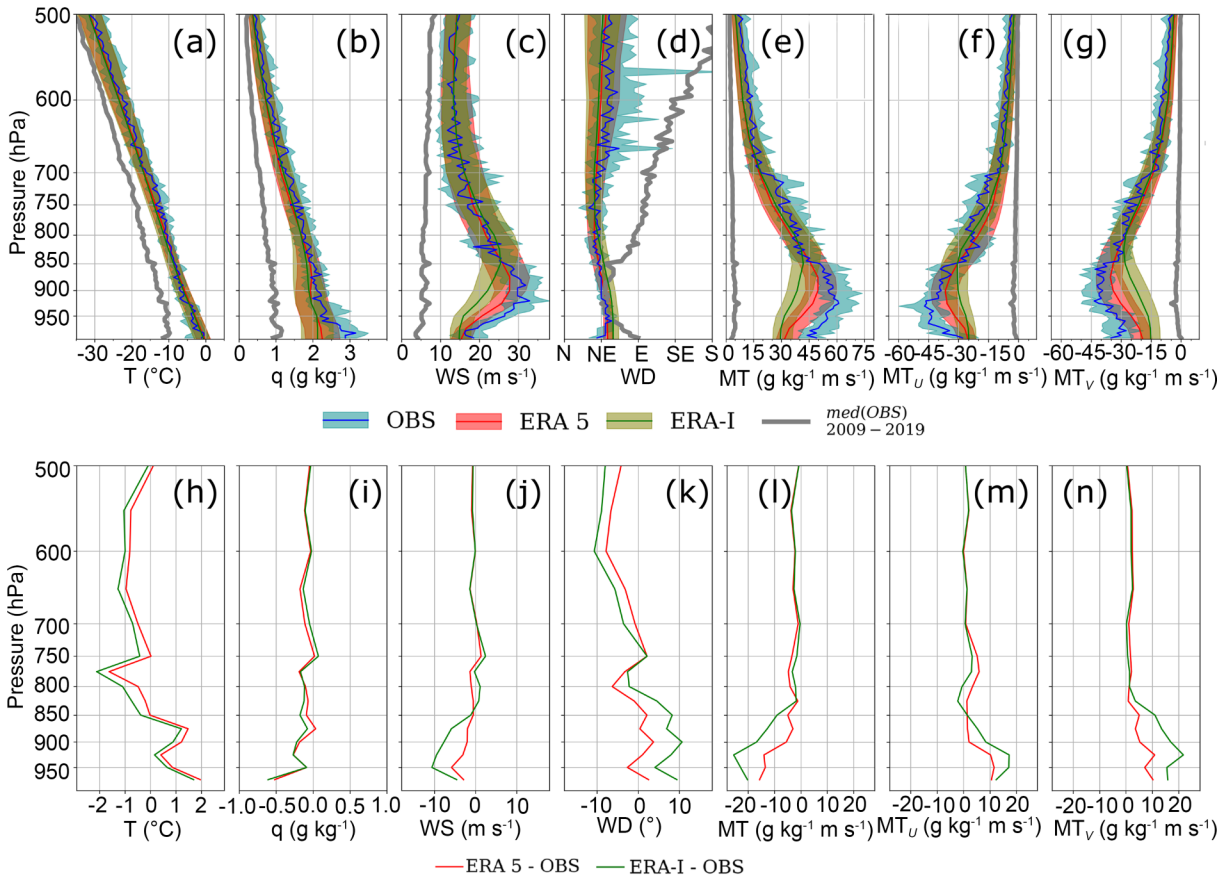 500 (a) (b) (c) (d) (e) (f) (g)
600
700
750
800
850
900
950
Pressure (hPa)
-30 -20 -10 0 0 1 2 3 0 10 20 30 N NE E SE S 15 30 45 60 75 -60 -45 -30 -15 0 -60 -45 -30 -15 0
T (°C) q (g kg⁻¹) WS (m s⁻¹) WD MT (g kg⁻¹ m s⁻¹) MT_U (g kg⁻¹ m s⁻¹) MT_V (g kg⁻¹ m s⁻¹)
OBS ERA 5 ERA-I med(OBS)
2009−2019
500 (h) (i) (j) (k) (l) (m) (n)
600
700
750
800
850
900
950
Pressure (hPa)
-2 -1 0 1 2 -1.0 -0.5 0 0.5 1.0 -10 0 10 -10 0 10 -20 -10 0 10 20 -20 -10 0 10 20 -20 -10 0 10 20
T (°C) q (g kg⁻¹) WS (m s⁻¹) WD (°) MT (g kg⁻¹ m s⁻¹) MT_U (g kg⁻¹ m s⁻¹) MT_V (g kg⁻¹ m s⁻¹)
ERA 5 - OBS ERA-I - OBS